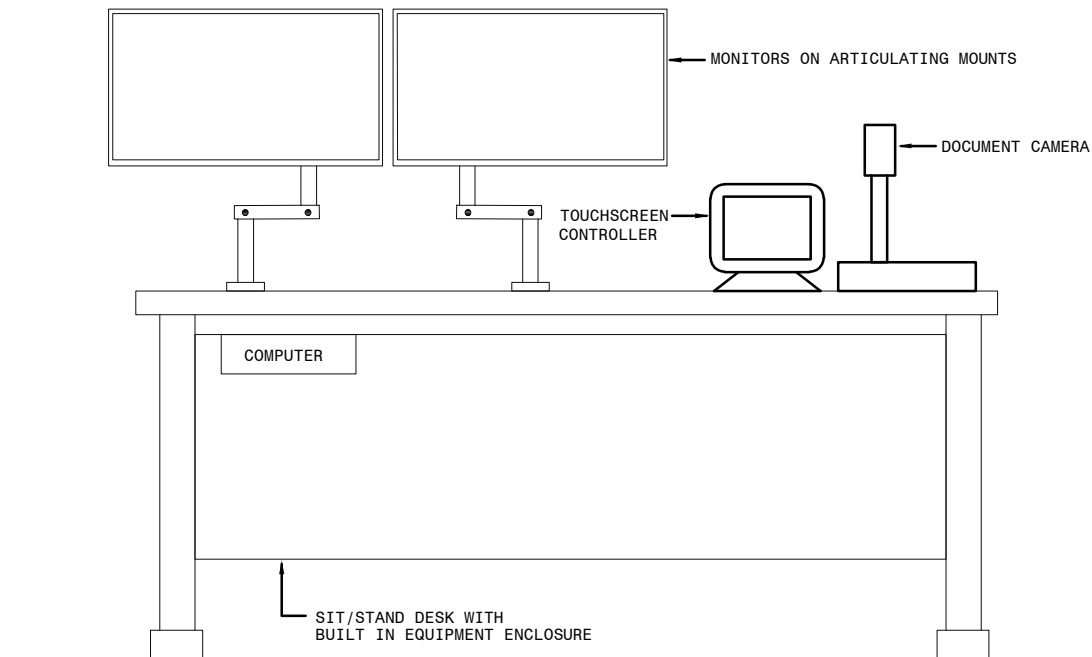 MONITORS ON ARTICULATING MOUNTS
DOCUMENT CAMERA
TOUCHSCREEN
CONTROLLER
COMPUTER
SIT/STAND DESK WITH
BUILT IN EQUIPMENT ENCLOSURE